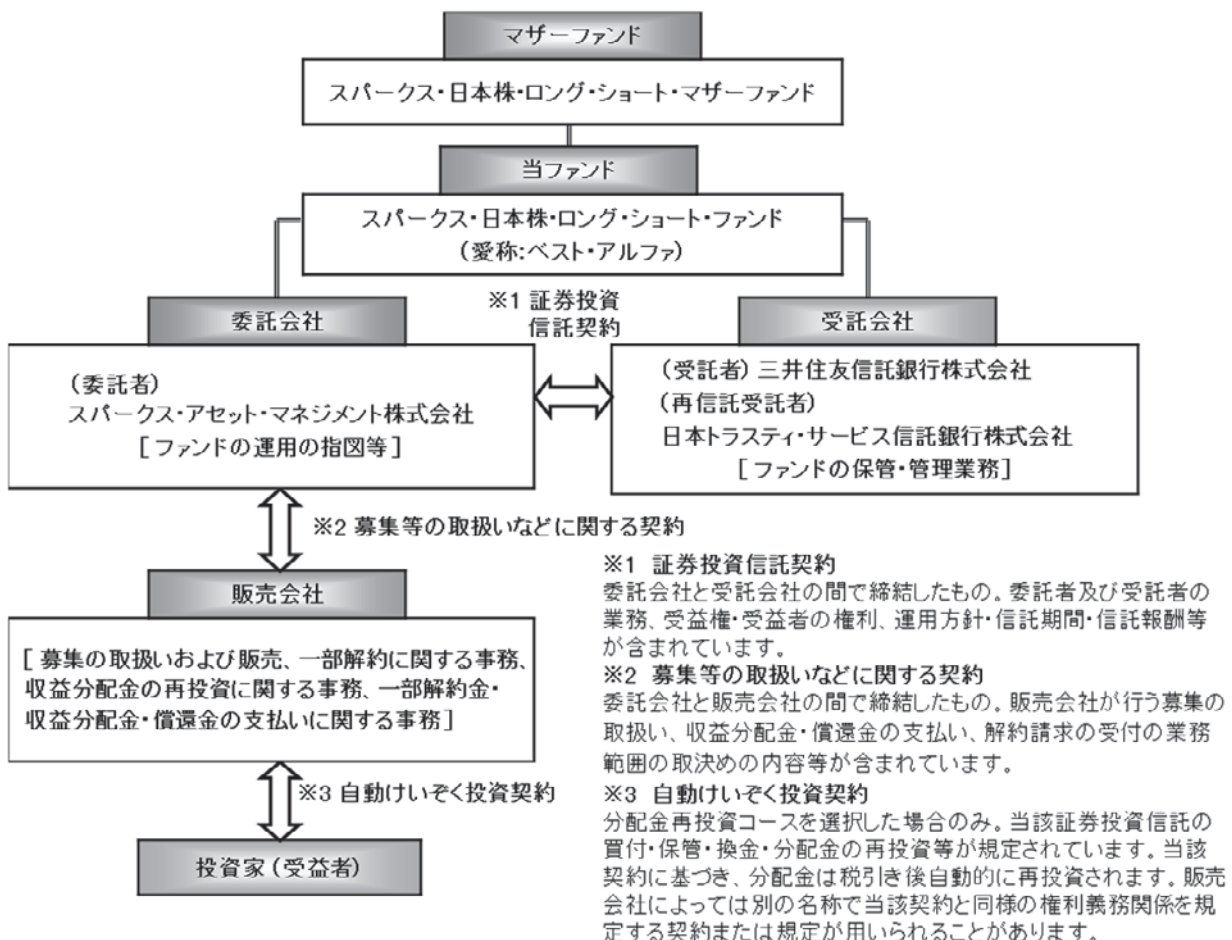 マザーファンド
スパークス・日本株・ロング・ショート・マザーファンド
当ファンド
スパークス・日本株・ロング・ショート・ファンド
(愛称:ベスト・アルファ)
※1 証券投資
信託契約
委託会社
(委託者)
スパークス・アセット・マネジメント株式会社
[ファンドの運用の指図等]
受託会社
(受託者) 三井住友信託銀行株式会社
(再信託受託者)
日本トラスティ・サービス信託銀行株式会社
[ファンドの保管・管理業務]
※2 募集等の取扱いなどに関する契約
販売会社
[ 募集の取扱いおよび販売、一部解約に関する事務、
収益分配金の再投資に関する事務、一部解約金・
収益分配金・償還金の支払いに関する事務]
※3 自動けいぞく投資契約
投資家(受益者)
※1 証券投資信託契約
委託会社と受託会社の間で締結したもの。委託者及び受託者の
業務、受益権・受益者の権利、運用方針・信託期間・信託報酬等
が含まれています。
※2 募集等の取扱いなどに関する契約
委託会社と販売会社の間で締結したもの。販売会社が行う募集の
取扱い、収益分配金・償還金の支払い、解約請求の受付の業務
範囲の取決めの内容等が含まれています。
※3 自動けいぞく投資契約
分配金再投資コースを選択した場合のみ。当該証券投資信託の
買付・保管・換金・分配金の再投資等が規定されています。当該
契約に基づき、分配金は税引き後自動的に再投資されます。販売
会社によっては別の名称で当該契約と同様の権利義務関係を規
定する契約または規定が用いられることがあります。